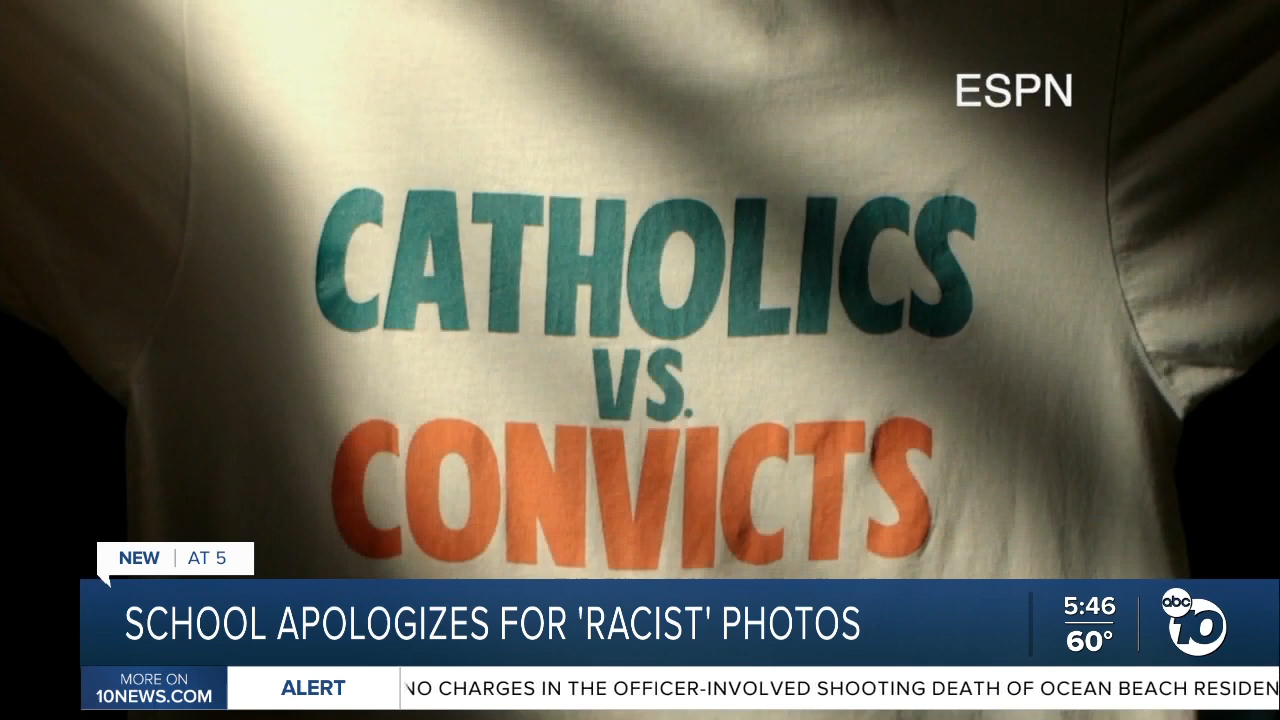 ESPN
CATHOLICS
VS.
CONVICTS
NEW | AT 5
SCHOOL APOLOGIZES FOR 'RACIST' PHOTOS
5:46
60°
abc
10
MORE ON
10NEWS.COM
ALERT
NO CHARGES IN THE OFFICER-INVOLVED SHOOTING DEATH OF OCEAN BEACH RESIDEN